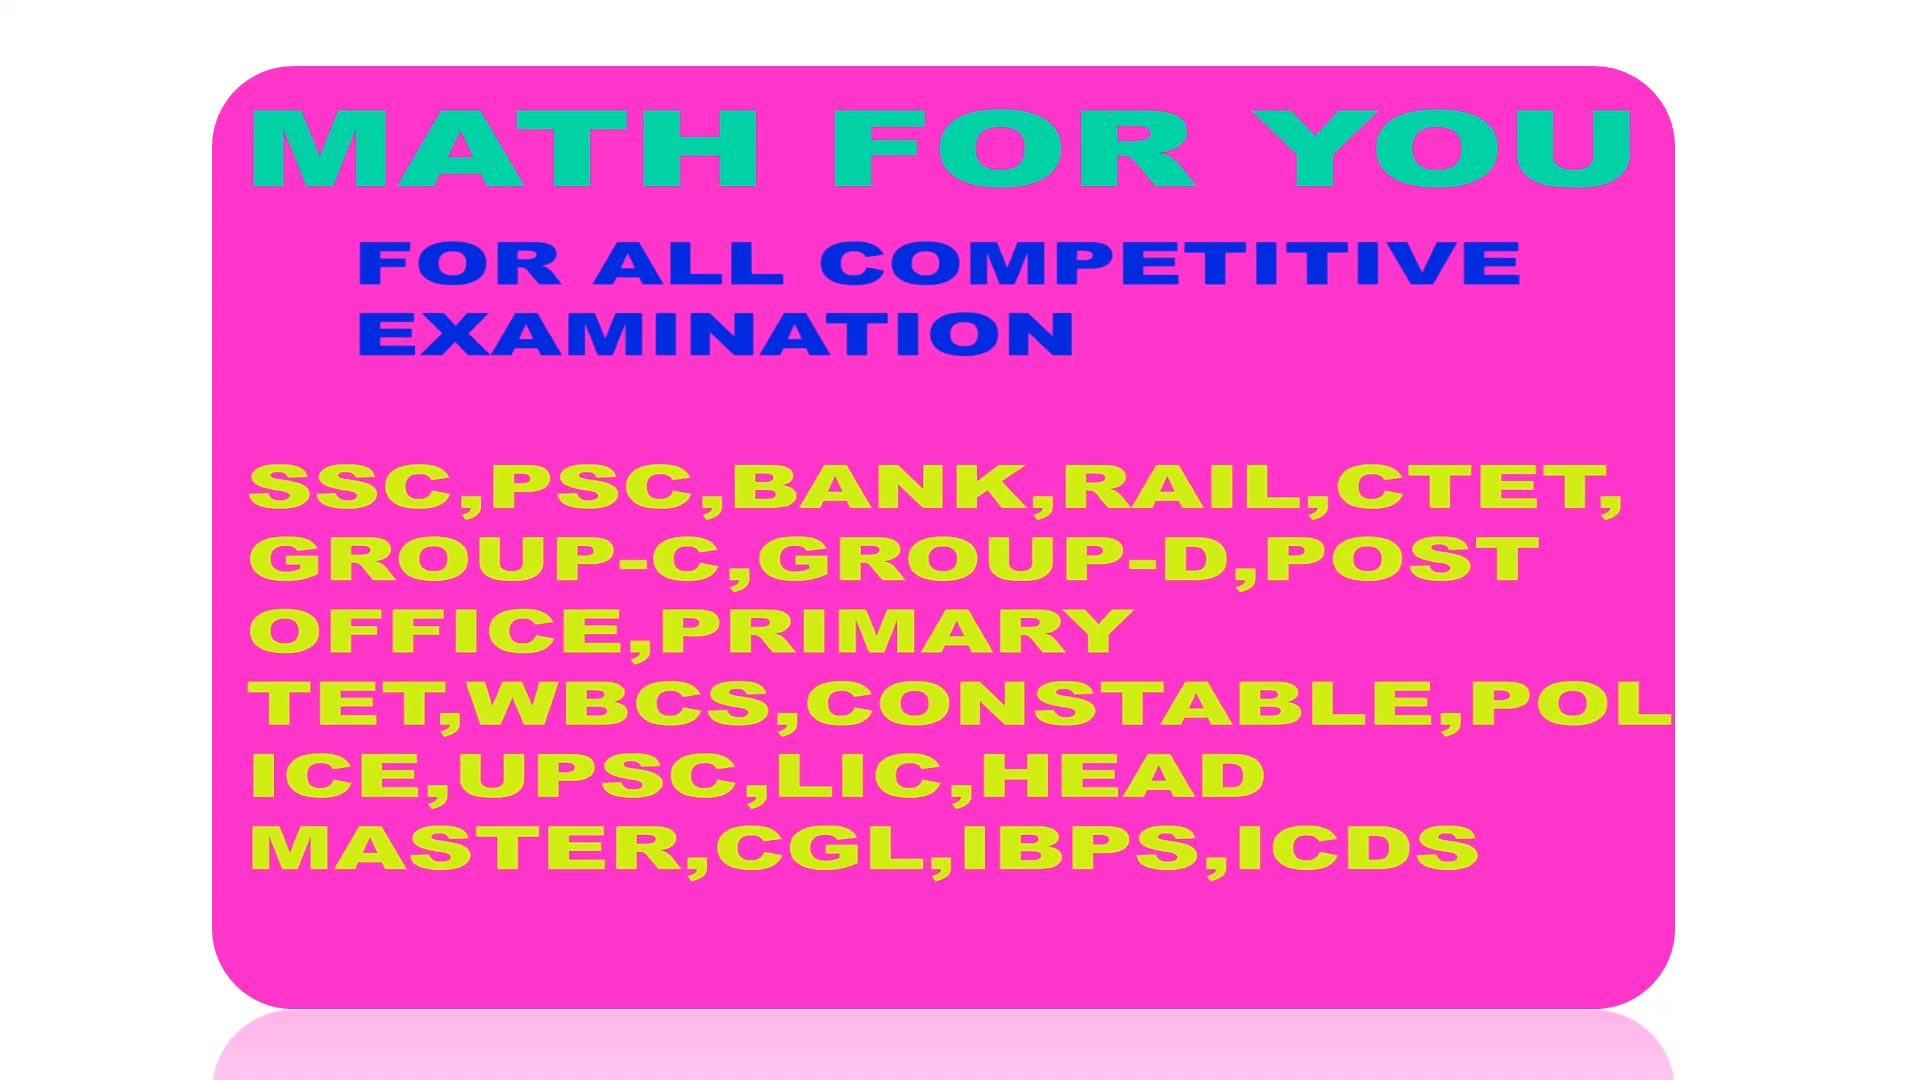 MATH FOR YOU
FOR ALL COMPETITIVE
EXAMINATION
SSC,PSC,BANK,RAIL,CTET,
GROUP-C,GROUP-D,POST
OFFICE,PRIMARY
TET,WBCS,CONSTABLE,POL
ICE,UPSC,LIC,HEAD
MASTER,CGL,IBPS,ICDS